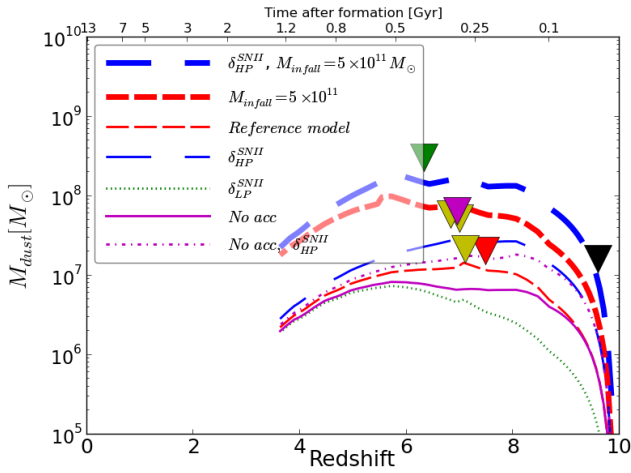 Time after formation [Gyr]
13 7 5 3 2 1.2 0.8 0.5 0.25 0.1
10^10
10^9
10^8
10^7
10^6
10^5
M_dust[M_⊙]
δ_HP^SNII, M_infall=5×10^11 M_⊙
M_infall=5×10^11
Reference model
δ_HP^SNII
δ_LP^SNII
No acc
No acc, δ_HP^SNII
0 2 4 6 8 10
Redshift